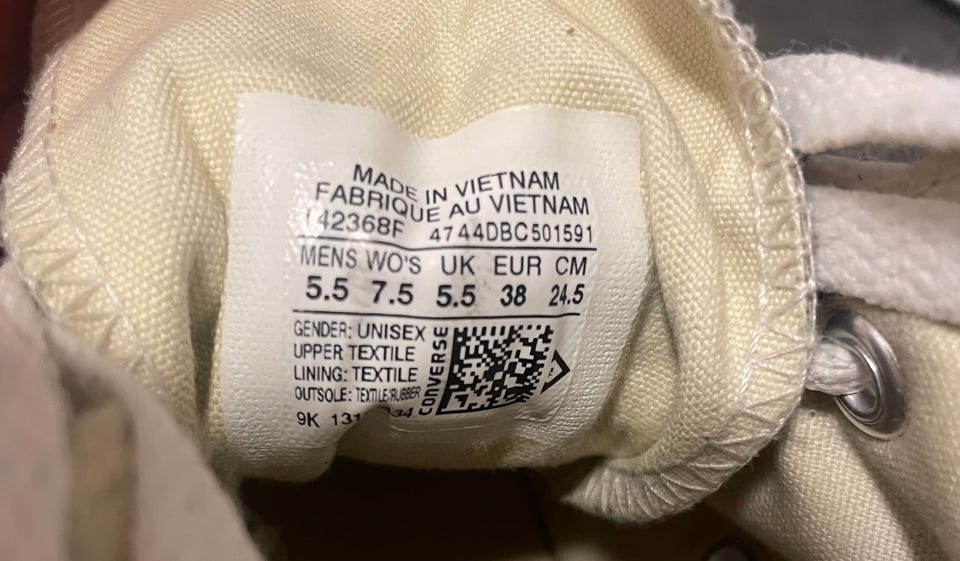 MADE IN VIETNAM
FABRIQUE AU VIETNAM
42368F 4744DBC501591
MENS WO'S UK EUR CM
5.5 7.5 5.5 38 24.5
GENDER: UNISEX
UPPER TEXTILE
LINING: TEXTILE
OUTSOLE: TEXTILE/RUBBER
9K
CONVERSE